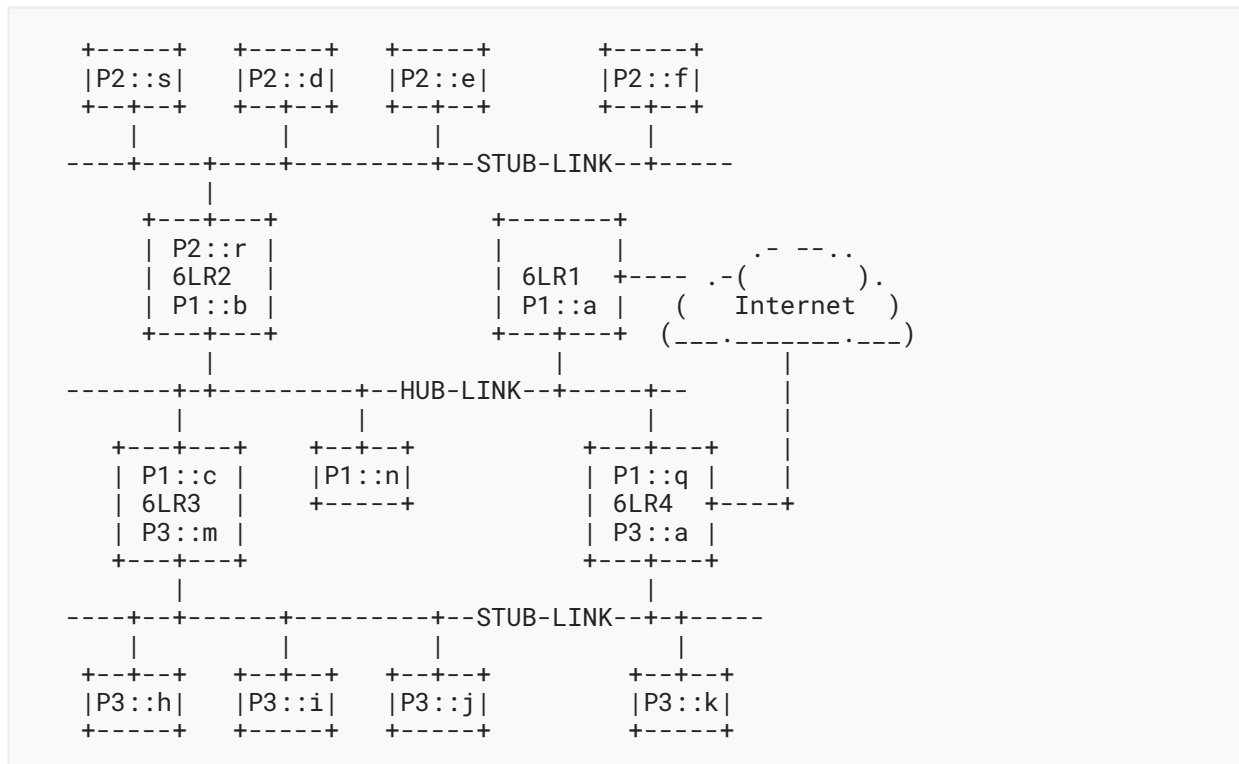 P2::s P2::d P2::e P2::f
STUB-LINK
P2::r
6LR2 6LR1
P1::b P1::a Internet
HUB-LINK
P1::c P1::n P1::q
6LR3 6LR4
P3::m P3::a
STUB-LINK
P3::h P3::i P3::j P3::k